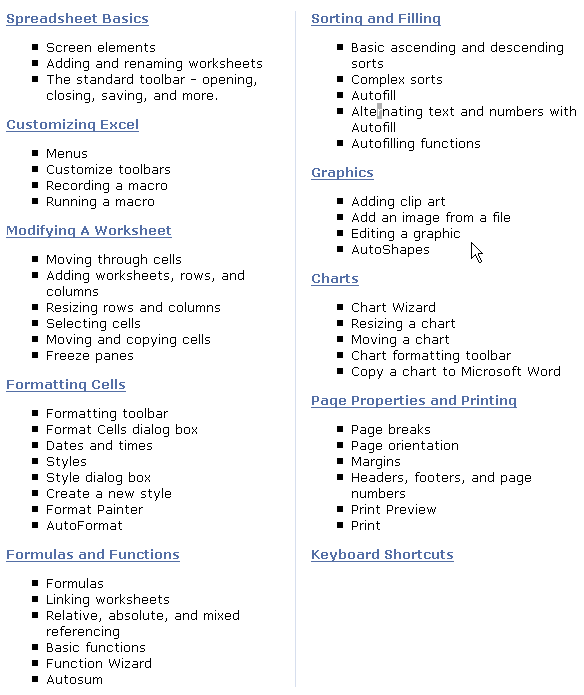 Spreadsheet Basics
Screen elements
Adding and renaming worksheets
The standard toolbar - opening,
closing, saving, and more.
Customizing Excel
Menus
Customize toolbars
Recording a macro
Running a macro
Modifying A Worksheet
Moving through cells
Adding worksheets, rows, and
columns
Resizing rows and columns
Selecting cells
Moving and copying cells
Freeze panes
Formatting Cells
Formatting toolbar
Format Cells dialog box
Dates and times
Styles
Style dialog box
Create a new style
Format Painter
AutoFormat
Formulas and Functions
Formulas
Linking worksheets
Relative, absolute, and mixed
referencing
Basic functions
Function Wizard
Autosum
Sorting and Filling
Basic ascending and descending
sorts
Complex sorts
Autofill
Alternating text and numbers with
Autofill
Autofilling functions
Graphics
Adding clip art
Add an image from a file
Editing a graphic
AutoShapes
Charts
Chart Wizard
Resizing a chart
Moving a chart
Chart formatting toolbar
Copy a chart to Microsoft Word
Page Properties and Printing
Page breaks
Page orientation
Margins
Headers, footers, and page
numbers
Print Preview
Print
Keyboard Shortcuts